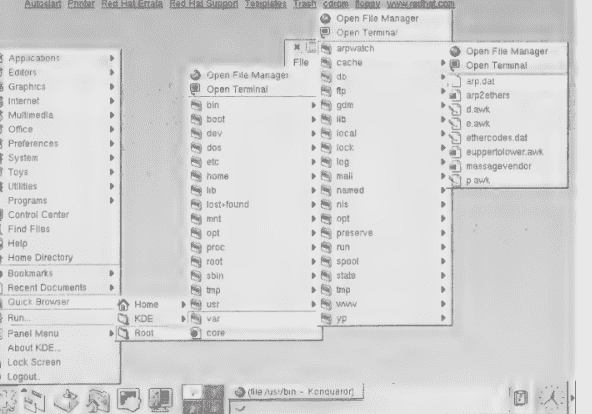 Autostart Printer Red Hat Errata Red Hat Support Templates Trash cdrom floppy www.redhat.com
Open File Manager
Open Terminal
arpwatch
cache
db
ftp
gdm
lib
local
lock
log
mail
named
nis
opt
preserve
run
spool
state
tmp
www
yp
File
Open File Manager
Open Terminal
arp.dat
arp2ethers
d.awk
e.awk
ethercodes.dat
euppertolower.awk
massagevendor
p.awk
Open File Manager
Open Terminal
bin
boot
dev
dos
etc
home
lib
lost+found
mnt
opt
proc
root
sbin
tmp
usr
var
core
Applications
Editors
Graphics
Internet
Multimedia
Office
Preferences
System
Toys
Utilities
Programs
Control Center
Find Files
Help
Home Directory
Bookmarks
Recent Documents
Quick Browser
Run...
Panel Menu
About KDE...
Lock Screen
Logout...
Home
KDE
Root
(file:/usr/bin - Konqueror)